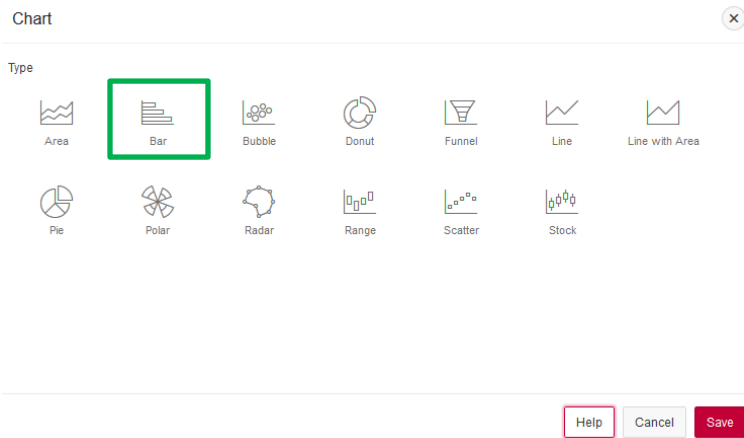 Chart
Type
Area Bar Bubble Donut Funnel Line Line with Area
Pie Polar Radar Range Scatter Stock
Help Cancel Save